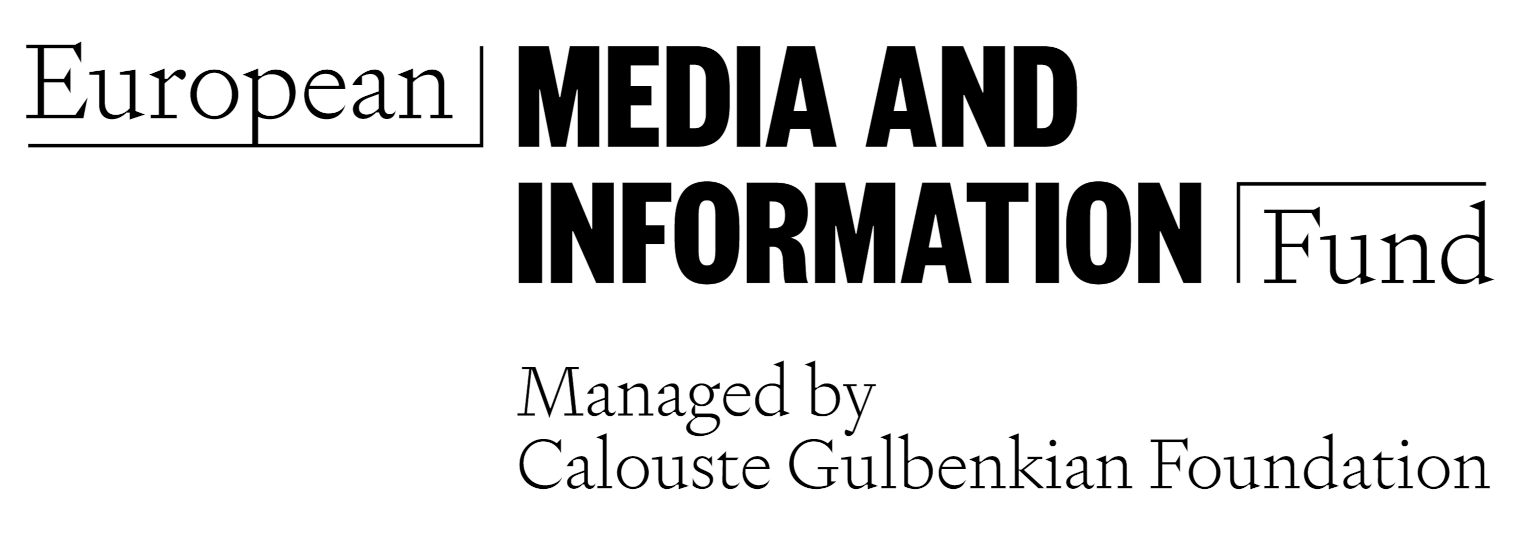 European MEDIA AND
INFORMATION Fund
Managed by
Calouste Gulbenkian Foundation